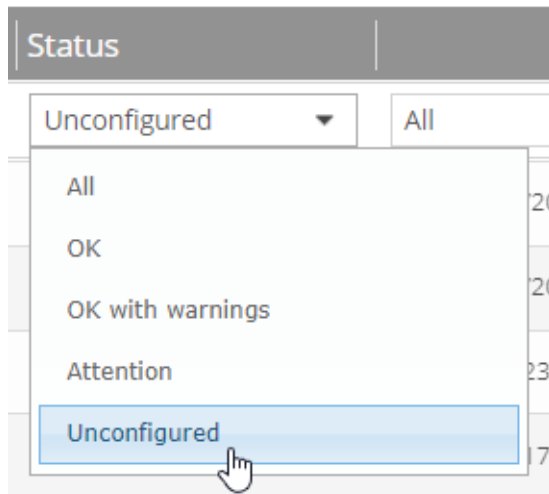 Status
Unconfigured
All
All
OK
OK with warnings
Attention
Unconfigured